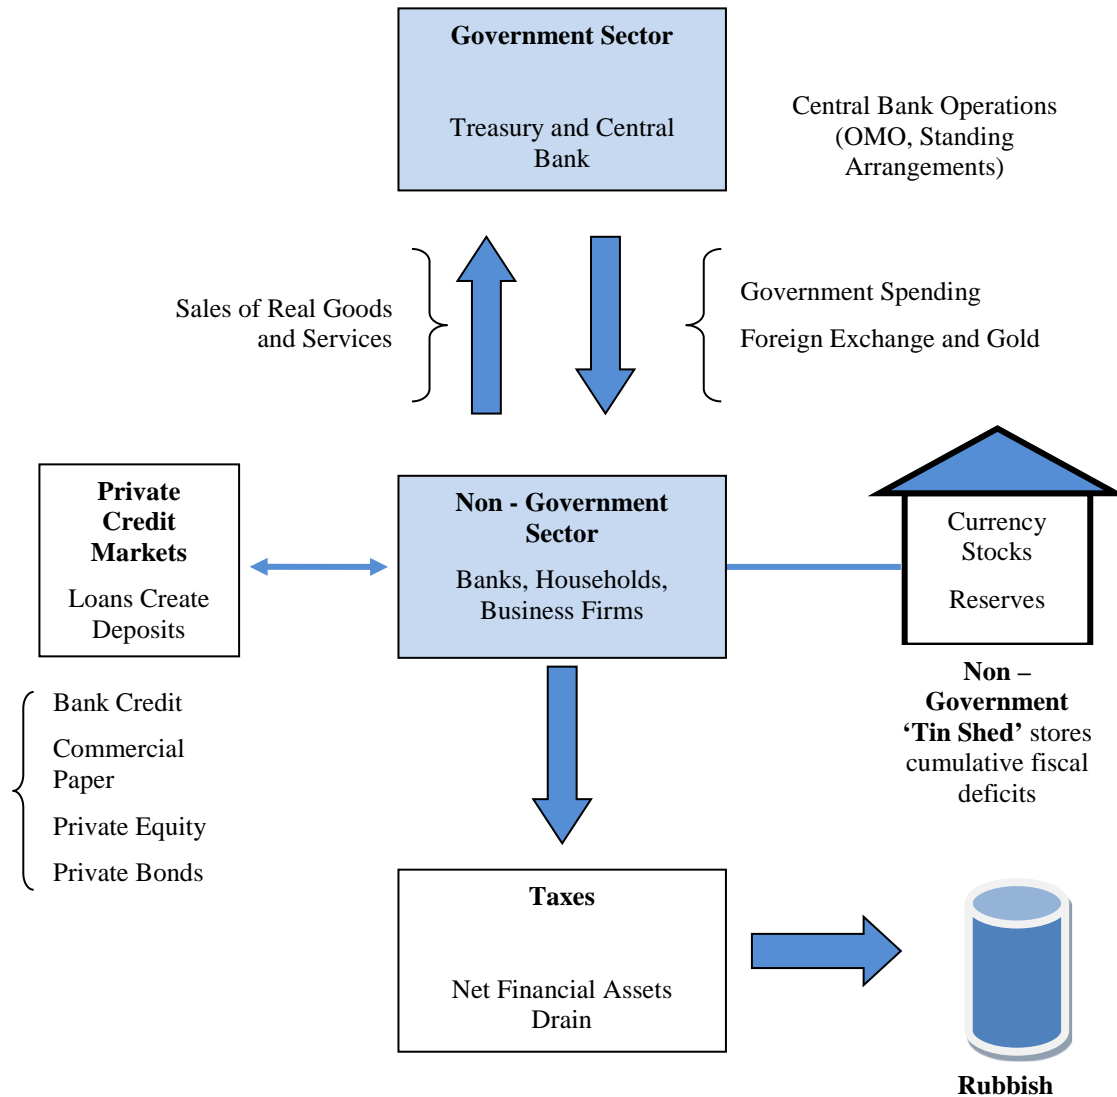 Government Sector
Treasury and Central
Bank
Central Bank Operations
(OMO, Standing
Arrangements)
Sales of Real Goods
and Services
Government Spending
Foreign Exchange and Gold
Private
Credit
Markets
Loans Create
Deposits
Non - Government
Sector
Banks, Households,
Business Firms
Currency
Stocks
Reserves
Non –
Government
‘Tin Shed’ stores
cumulative fiscal
deficits
Bank Credit
Commercial
Paper
Private Equity
Private Bonds
Taxes
Net Financial Assets
Drain
Rubbish